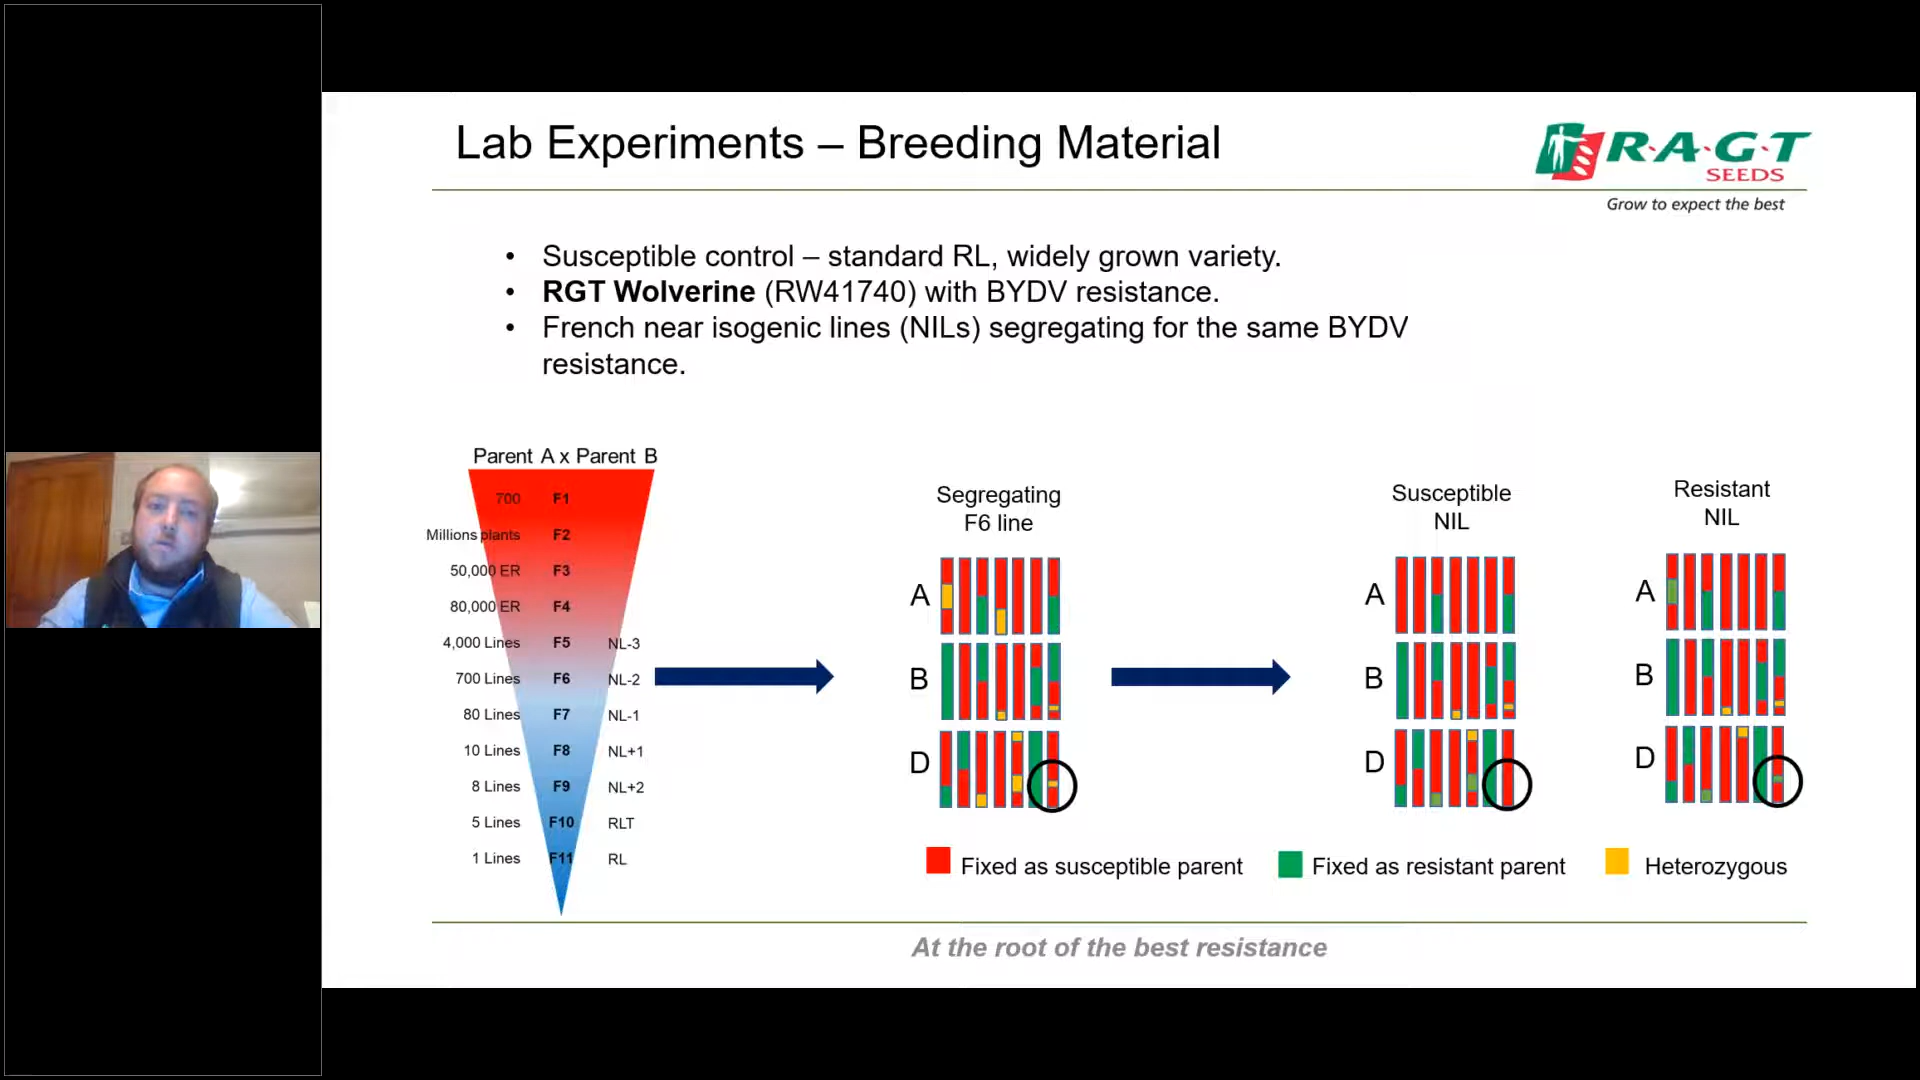 Lab Experiments – Breeding Material
R·A·G·T
SEEDS
Grow to expect the best
• Susceptible control – standard RL, widely grown variety.
• RGT Wolverine (RW41740) with BYDV resistance.
• French near isogenic lines (NILs) segregating for the same BYDV
resistance.
Parent A x Parent B
700 F1
Millions plants F2
50,000 ER F3
80,000 ER F4
4,000 Lines F5 NL-3
700 Lines F6 NL-2
80 Lines F7 NL-1
10 Lines F8 NL+1
8 Lines F9 NL+2
5 Lines F10 RLT
1 Lines F11 RL
Segregating
F6 line
A
B
D
Susceptible
NIL
A
B
D
Resistant
NIL
A
B
D
Fixed as susceptible parent
Fixed as resistant parent
Heterozygous
At the root of the best resistance